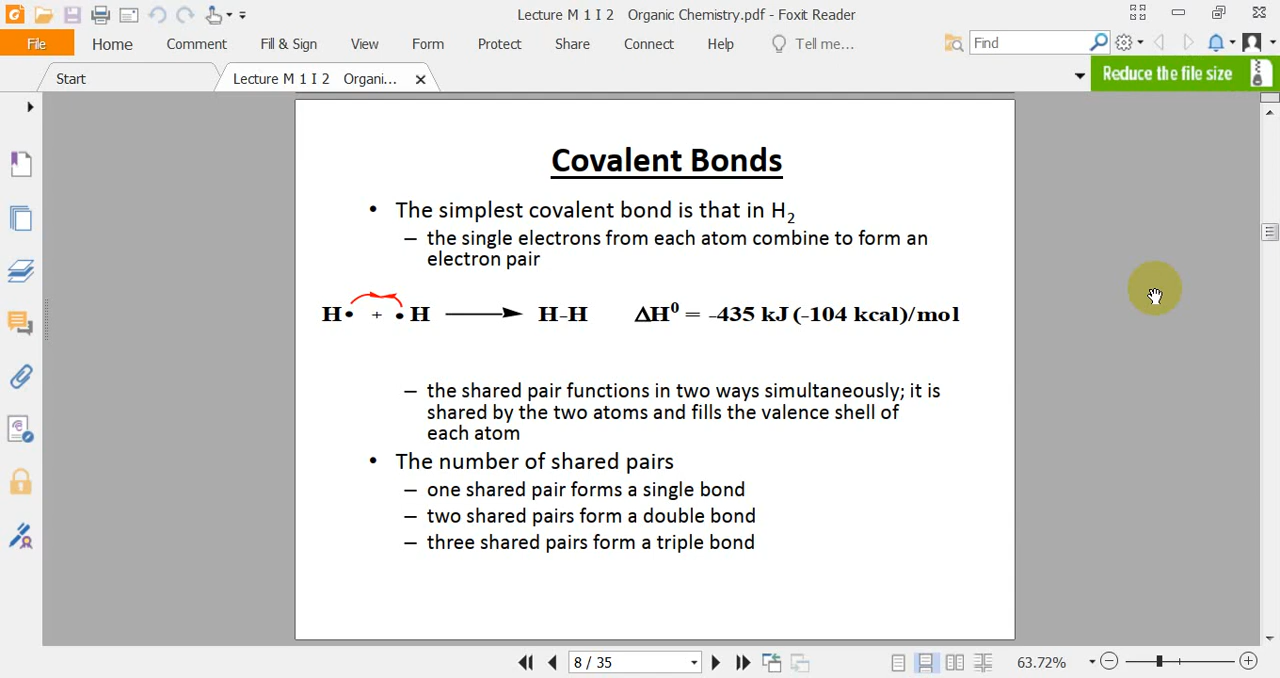 Lecture M 1 I 2 Organic Chemistry.pdf - Foxit Reader
File Home Comment Fill & Sign View Form Protect Share Connect Help Tell me... Find
Start Lecture M 1 I 2 Organi... Reduce the file size
Covalent Bonds
• The simplest covalent bond is that in H₂
– the single electrons from each atom combine to form an
electron pair
H• + •H ⟶ H-H ΔH⁰ = -435 kJ (-104 kcal)/mol
– the shared pair functions in two ways simultaneously; it is
shared by the two atoms and fills the valence shell of
each atom
• The number of shared pairs
– one shared pair forms a single bond
– two shared pairs form a double bond
– three shared pairs form a triple bond
8 / 35 63.72%